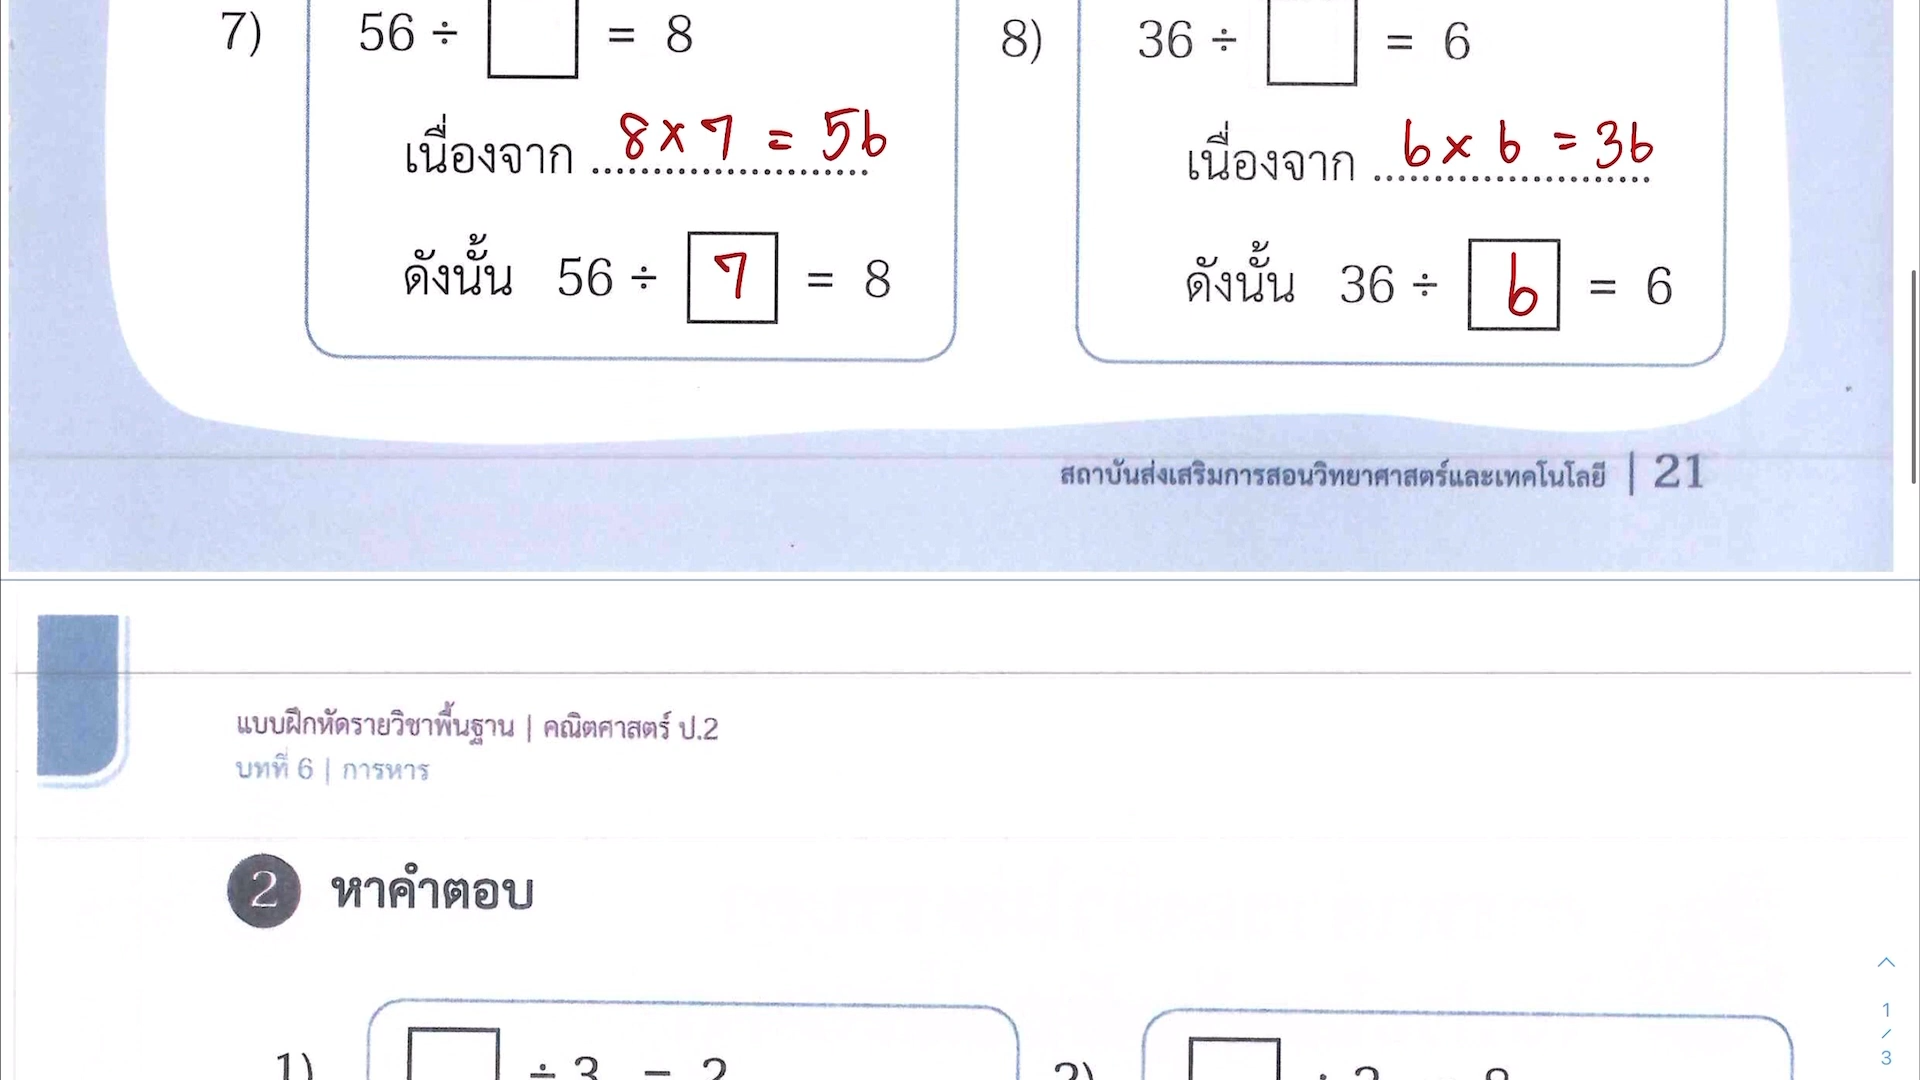 7) 56 ÷ = 8
เนื่องจาก 8 × 7 = 56
ดังนั้น 56 ÷ 7 = 8
8) 36 ÷ = 6
เนื่องจาก 6 × 6 = 36
ดังนั้น 36 ÷ 6 = 6
สถาบันส่งเสริมการสอนวิทยาศาสตร์และเทคโนโลยี | 21
แบบฝึกหัดรายวิชาพื้นฐาน | คณิตศาสตร์ ป.2
บทที่ 6 | การหาร
2 หาคำตอบ
1) ÷ 3 = 2
2)
1 / 3